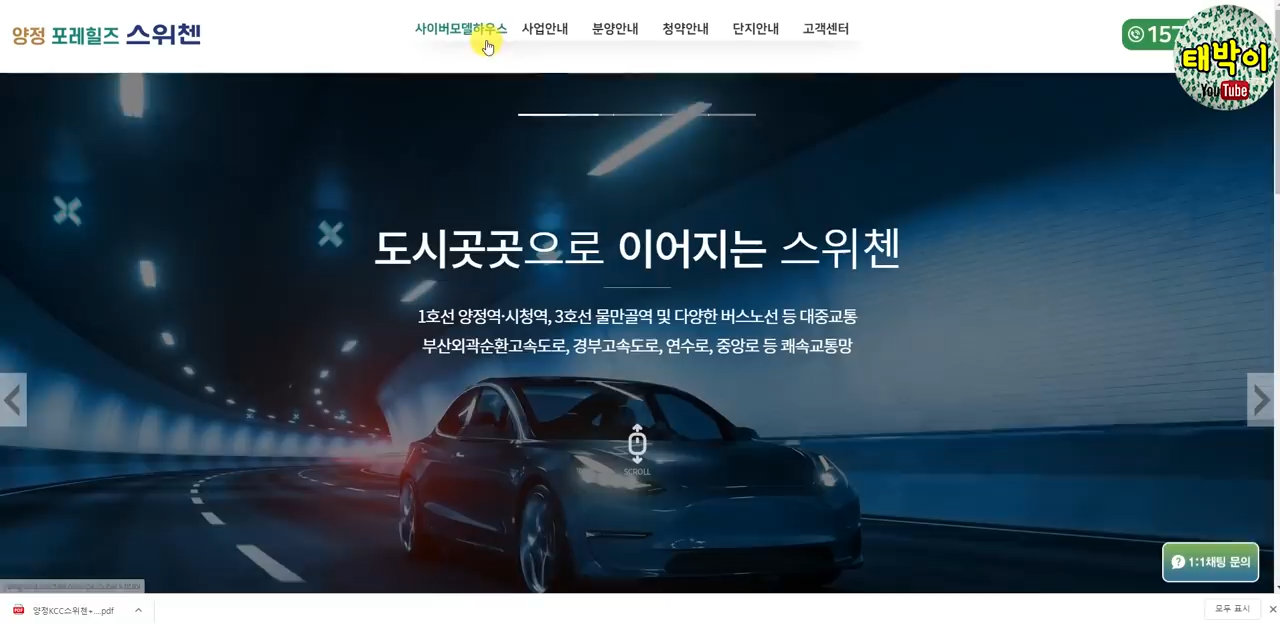 양정 포레힐즈 스위첸
사이버모델하우스 사업안내 분양안내 청약안내 단지안내 고객센터
157
태박이
YouTube
도시곳곳으로 이어지는 스위첸
1호선 양정역·시청역, 3호선 물만골역 및 다양한 버스노선 등 대중교통
부산외곽순환고속도로, 경부고속도로, 연수로, 중앙로 등 쾌속교통망
SCROLL
1:1채팅 문의
양정KCC스위첸+....pdf
모두 표시